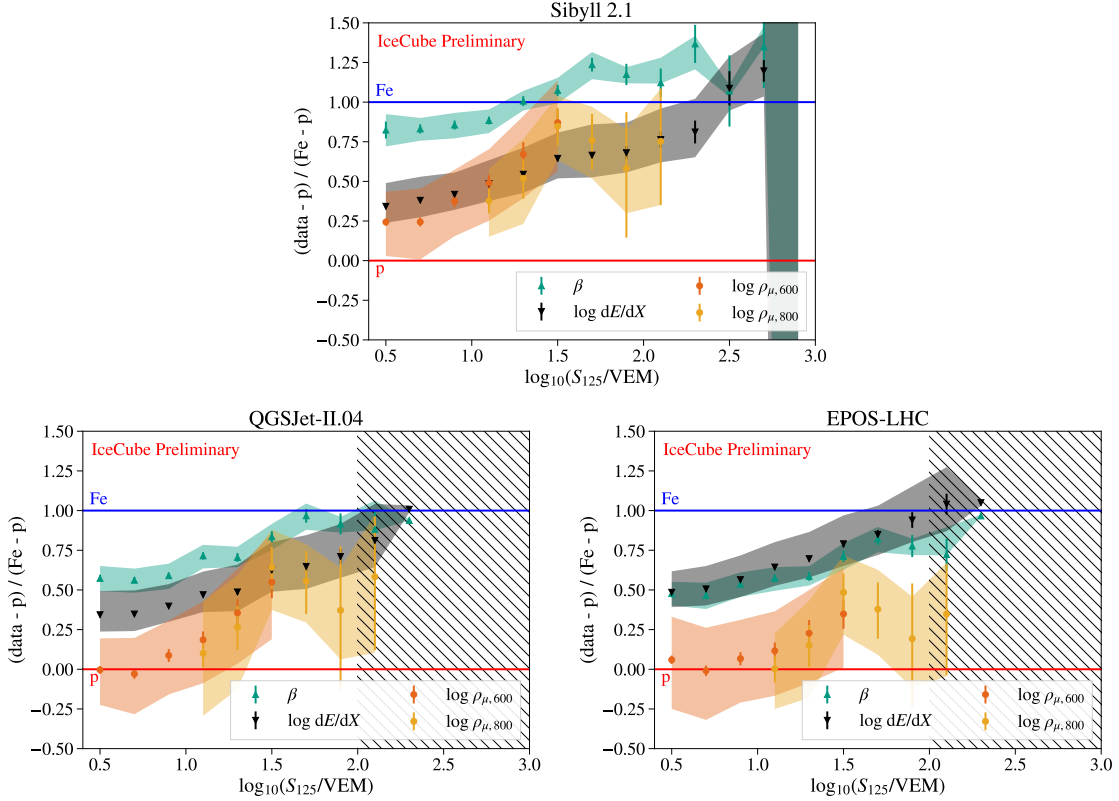 Sibyll 2.1
IceCube Preliminary
Fe
p
(data - p) / (Fe - p)
1.50
1.25
1.00
0.75
0.50
0.25
0.00
−0.25
−0.50
β
log dE/dX
log ρμ,600
log ρμ,800
0.5 1.0 1.5 2.0 2.5 3.0
log10(S125/VEM)
QGSJet-II.04
IceCube Preliminary
Fe
p
(data - p) / (Fe - p)
1.50
1.25
1.00
0.75
0.50
0.25
0.00
−0.25
−0.50
β
log dE/dX
log ρμ,600
log ρμ,800
0.5 1.0 1.5 2.0 2.5 3.0
log10(S125/VEM)
EPOS-LHC
IceCube Preliminary
Fe
p
(data - p) / (Fe - p)
1.50
1.25
1.00
0.75
0.50
0.25
0.00
−0.25
−0.50
β
log dE/dX
log ρμ,600
log ρμ,800
0.5 1.0 1.5 2.0 2.5 3.0
log10(S125/VEM)